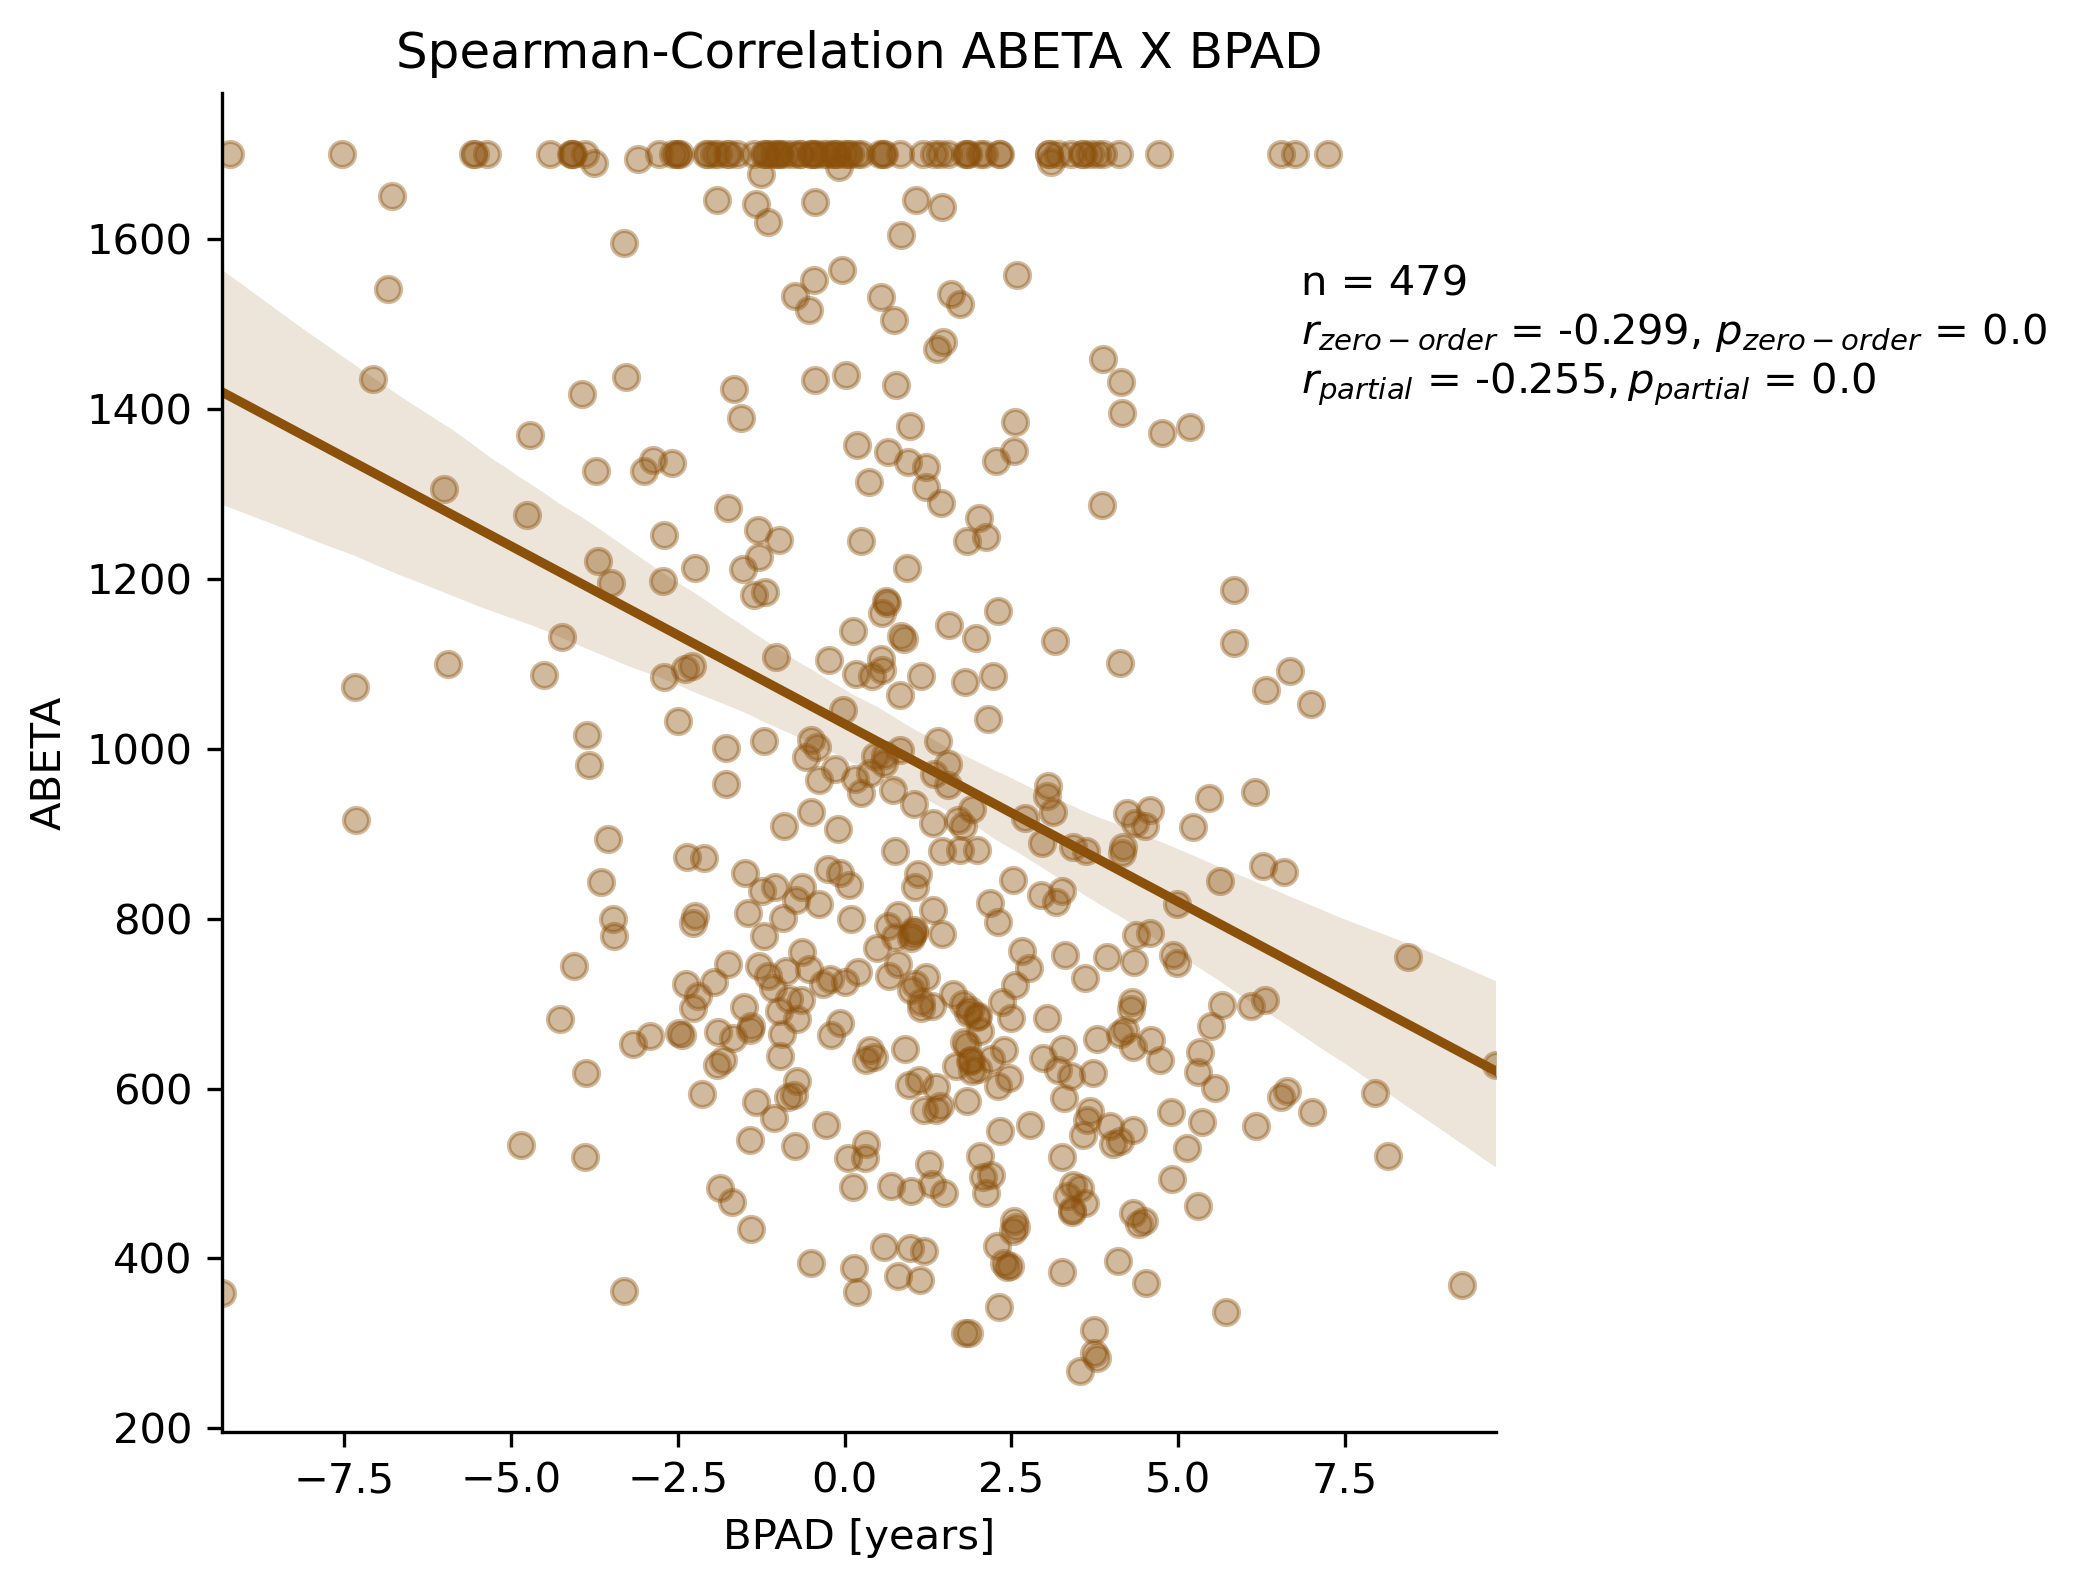 Spearman-Correlation ABETA X BPAD
1600
1400
1200
1000
800
600
400
200
ABETA
n = 479
r_zero−order = -0.299, p_zero−order = 0.0
r_partial = -0.255, p_partial = 0.0
−7.5 −5.0 −2.5 0.0 2.5 5.0 7.5
BPAD [years]